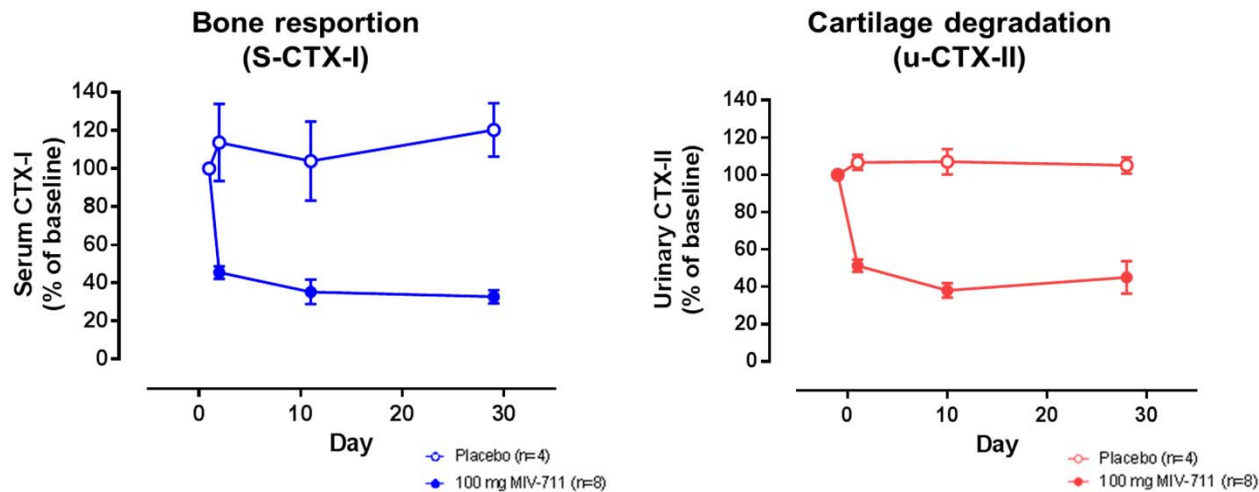 Bone resportion
(S-CTX-I)
Serum CTX-I
(% of baseline)
140
120
100
80
60
40
20
0
0 10 20 30
Day
Placebo (n=4)
100 mg MIV-711 (n=8)
Cartilage degradation
(u-CTX-II)
Urinary CTX-II
(% of baseline)
140
120
100
80
60
40
20
0
0 10 20 30
Day
Placebo (n=4)
100 mg MIV-711 (n=8)